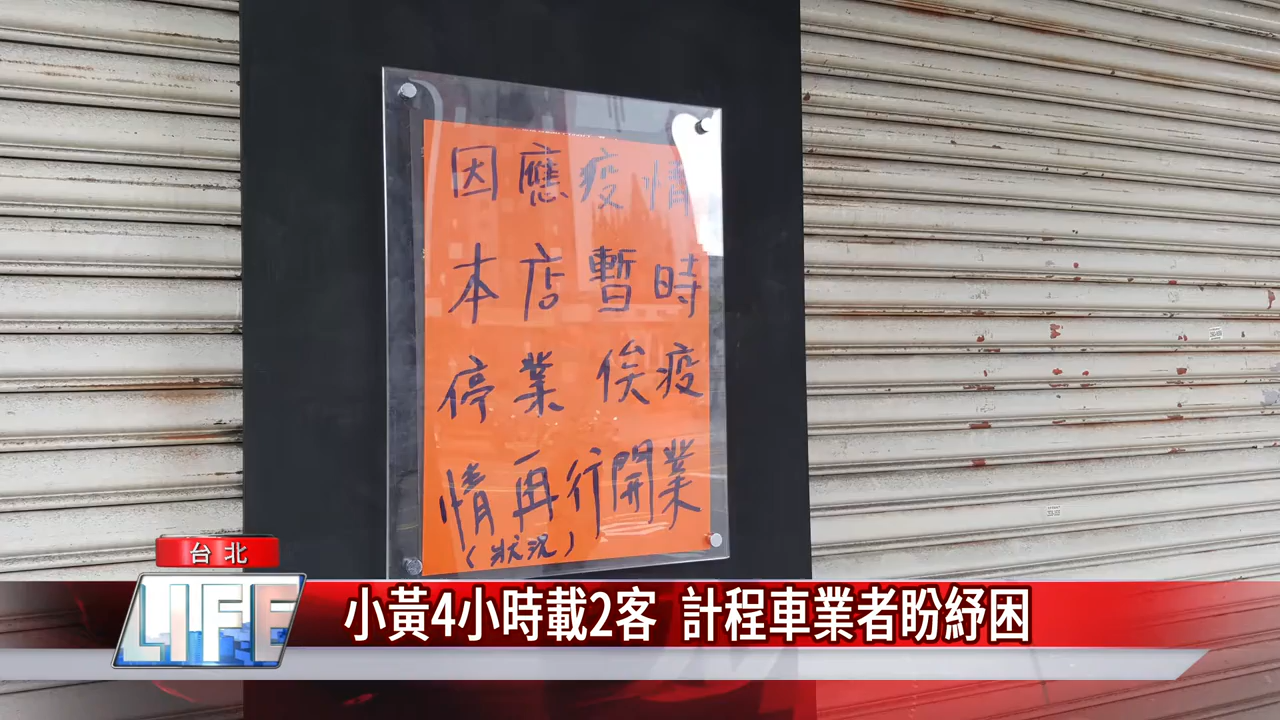 因應疫情
本店暫時
停業 俟疫
情再行開業
(狀況)
台北
LIFE
小黃4小時載2客 計程車業者盼紓困